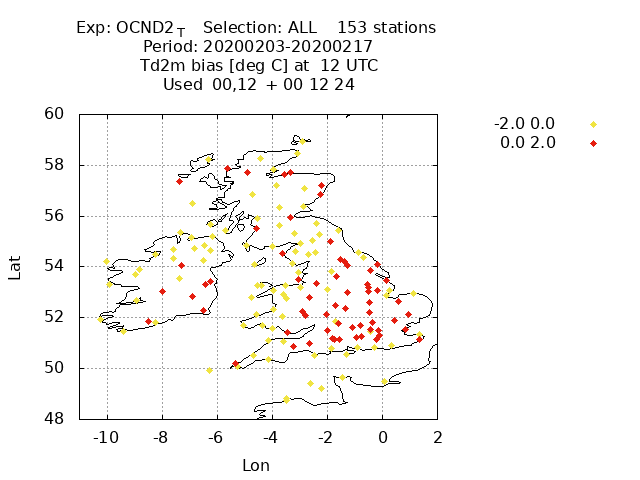 Exp: OCND2_T Selection: ALL 153 stations
Period: 20200203-20200217
Td2m bias [deg C] at 12 UTC
Used 00,12 + 00 12 24
-2.0 0.0
0.0 2.0
60
58
56
54
52
50
48
Lat
-10 -8 -6 -4 -2 0 2
Lon